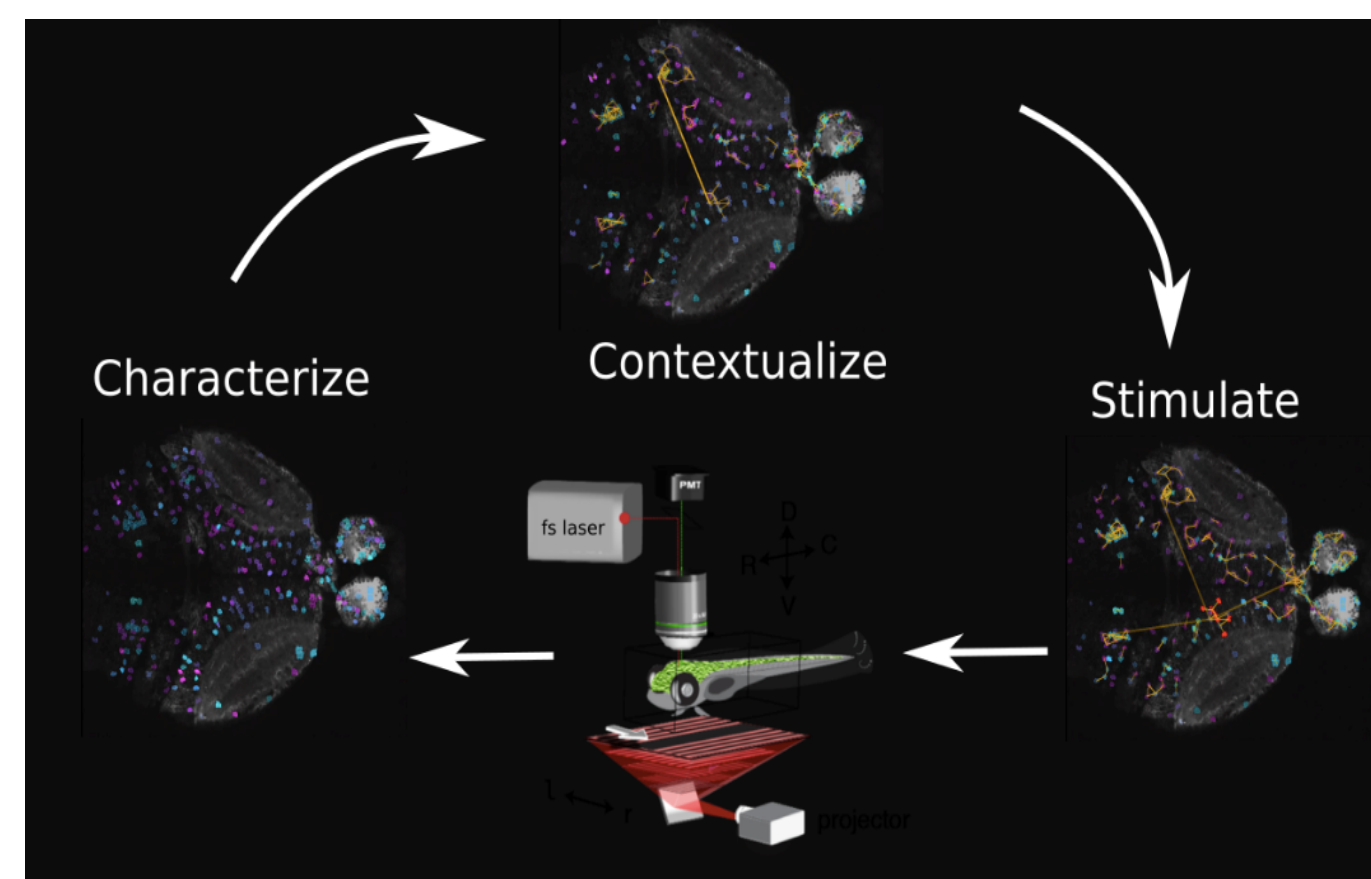 Contextualize
Characterize
Stimulate
PMT
fs laser
D
R
C
V
l
r
projector